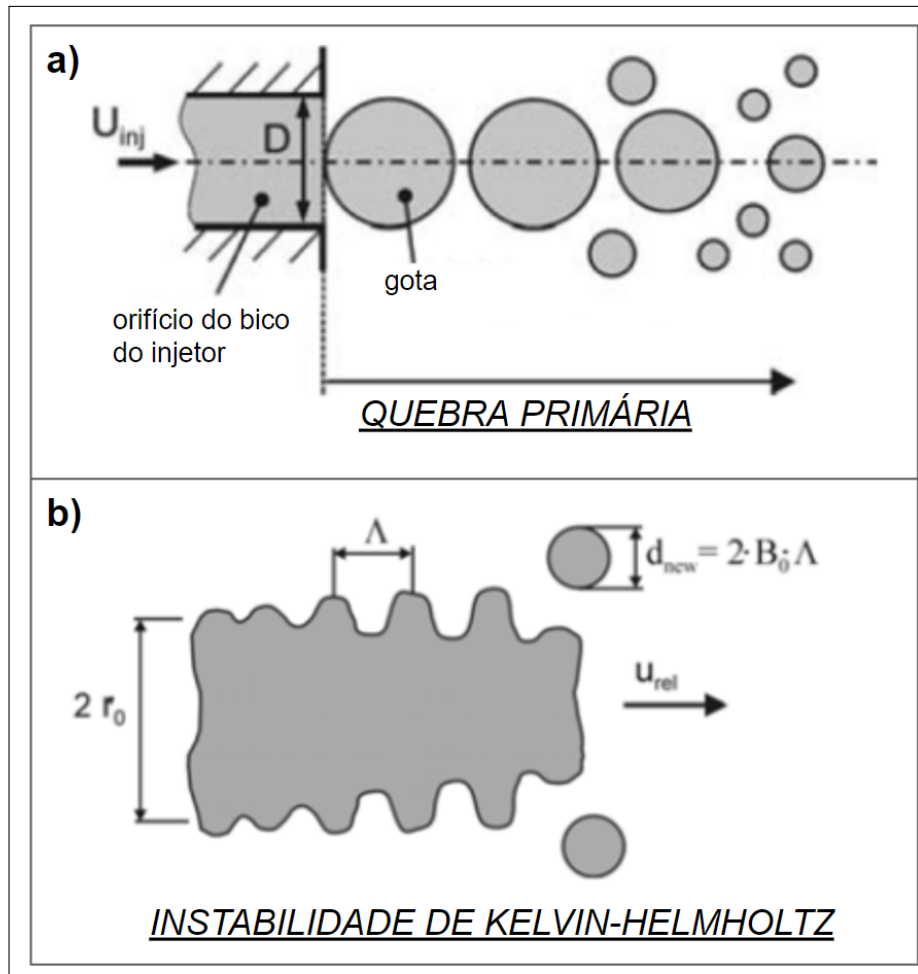 a)
U_inj
D
gota
orifício do bico
do injetor
QUEBRA PRIMÁRIA
b)
Λ
d_new = 2·B_0·Λ
2 r_0
u_rel
INSTABILIDADE DE KELVIN-HELMHOLTZ